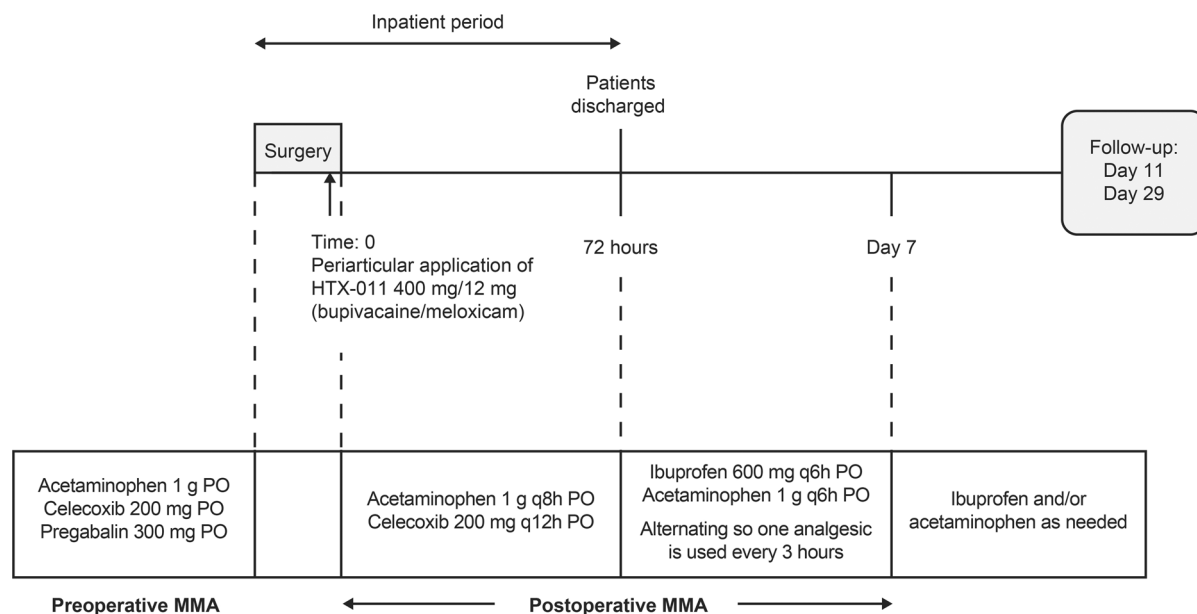 Inpatient period
Patients
discharged
Surgery
Follow-up:
Day 11
Day 29
Time: 0
Periarticular application of
HTX-011 400 mg/12 mg
(bupivacaine/meloxicam)
72 hours
Day 7
Acetaminophen 1 g PO
Celecoxib 200 mg PO
Pregabalin 300 mg PO
Acetaminophen 1 g q8h PO
Celecoxib 200 mg q12h PO
Ibuprofen 600 mg q6h PO
Acetaminophen 1 g q6h PO
Alternating so one analgesic
is used every 3 hours
Ibuprofen and/or
acetaminophen as needed
Preoperative MMA
Postoperative MMA